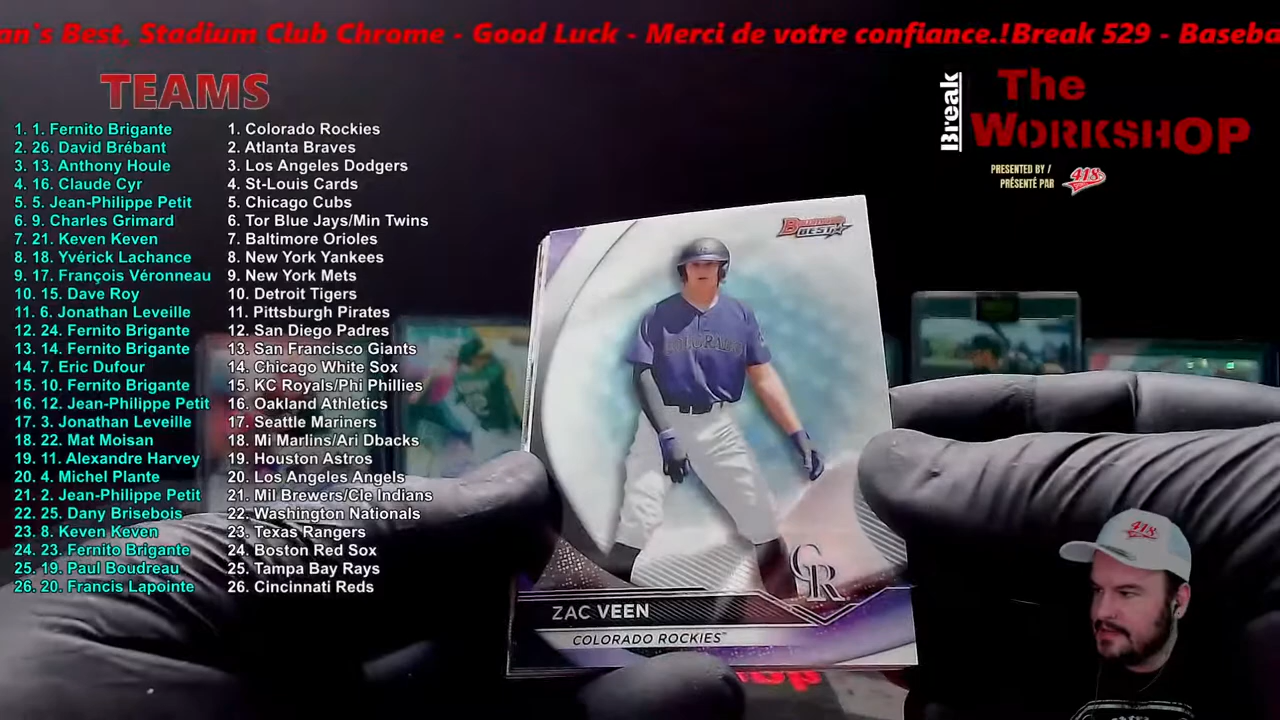 an's Best, Stadium Club Chrome - Good Luck - Merci de votre confiance.!Break 529 - Baseba
TEAMS
1. 1. Fernito Brigante
2. 26. David Brébant
3. 13. Anthony Houle
4. 16. Claude Cyr
5. 5. Jean-Philippe Petit
6. 9. Charles Grimard
7. 21. Keven Keven
8. 18. Yvérick Lachance
9. 17. François Véronneau
10. 15. Dave Roy
11. 6. Jonathan Leveille
12. 24. Fernito Brigante
13. 14. Fernito Brigante
14. 7. Eric Dufour
15. 10. Fernito Brigante
16. 12. Jean-Philippe Petit
17. 3. Jonathan Leveille
18. 22. Mat Moisan
19. 11. Alexandre Harvey
20. 4. Michel Plante
21. 2. Jean-Philippe Petit
22. 25. Dany Brisebois
23. 8. Keven Keven
24. 23. Fernito Brigante
25. 19. Paul Boudreau
26. 20. Francis Lapointe
1. Colorado Rockies
2. Atlanta Braves
3. Los Angeles Dodgers
4. St-Louis Cards
5. Chicago Cubs
6. Tor Blue Jays/Min Twins
7. Baltimore Orioles
8. New York Yankees
9. New York Mets
10. Detroit Tigers
11. Pittsburgh Pirates
12. San Diego Padres
13. San Francisco Giants
14. Chicago White Sox
15. KC Royals/Phi Phillies
16. Oakland Athletics
17. Seattle Mariners
18. Mi Marlins/Ari Dbacks
19. Houston Astros
20. Los Angeles Angels
21. Mil Brewers/Cle Indians
22. Washington Nationals
23. Texas Rangers
24. Boston Red Sox
25. Tampa Bay Rays
26. Cincinnati Reds
Break
The
WORKSHOP
PRESENTED BY /
PRÉSENTÉ PAR
418
Bowman's
BEST
COLORADO
CR
ZAC VEEN
COLORADO ROCKIES™
418